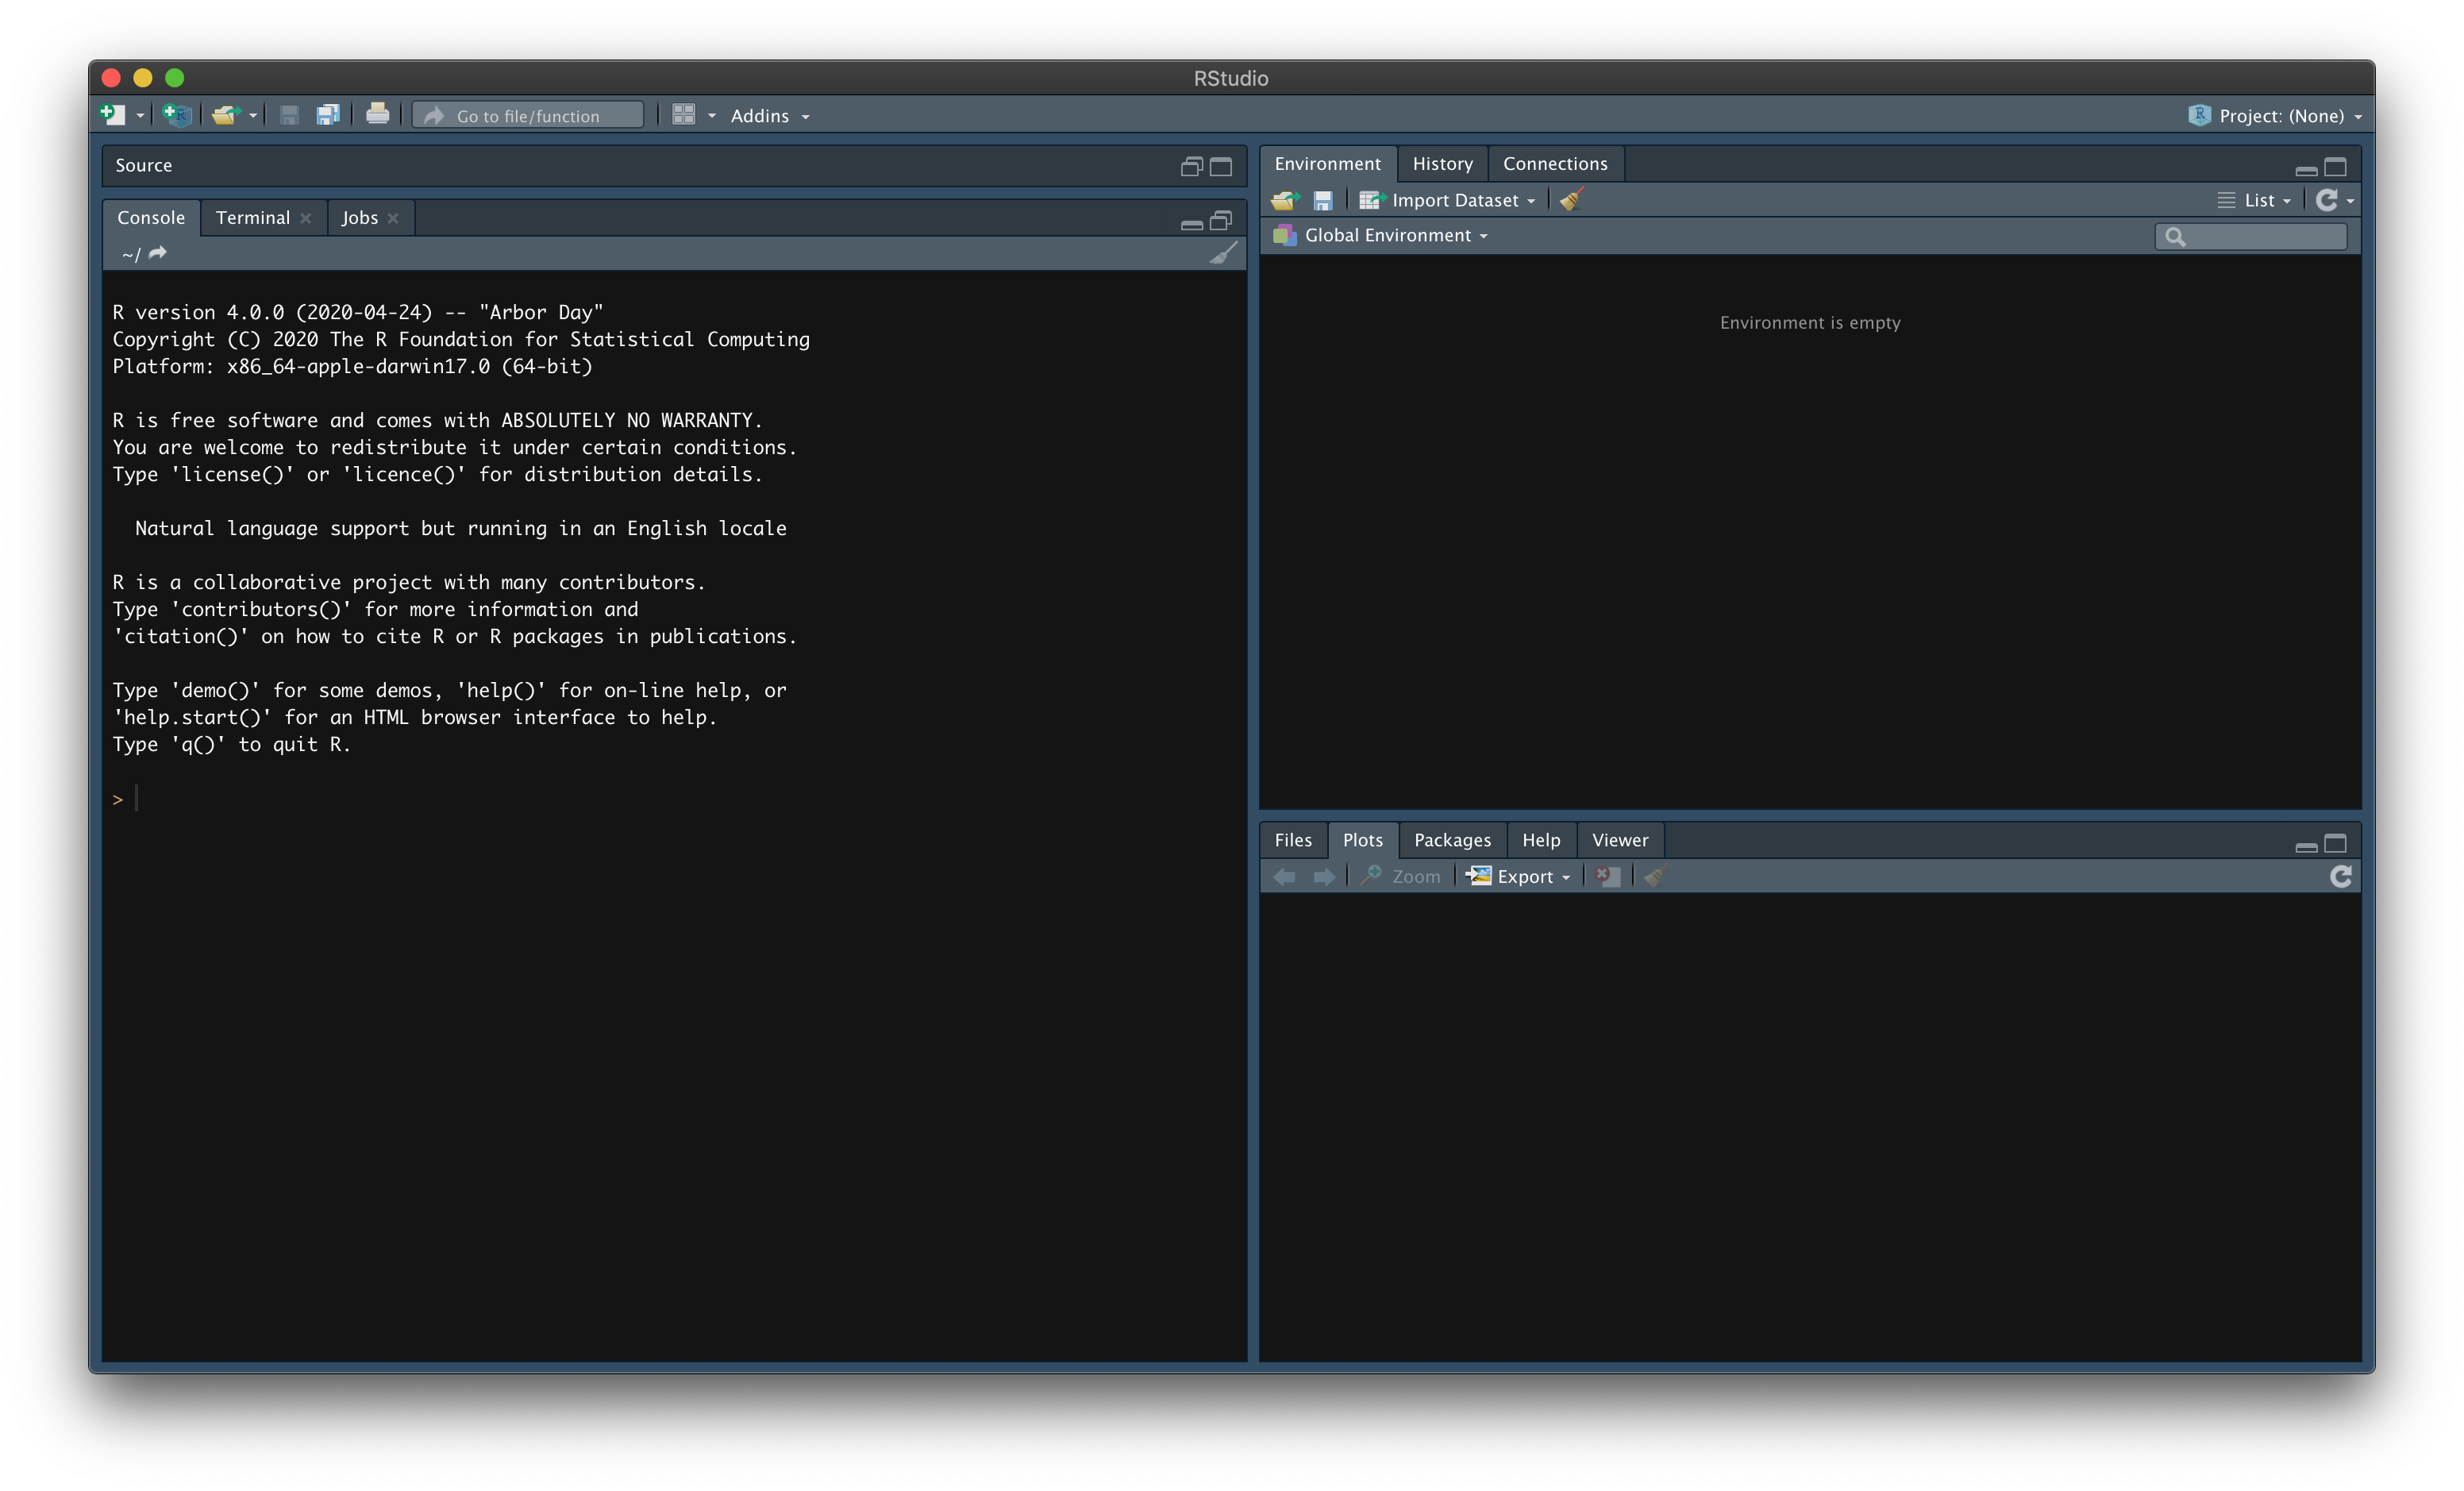 RStudio
Go to file/function
Addins
Project: (None)
Source
Console Terminal Jobs
~/
R version 4.0.0 (2020-04-24) -- "Arbor Day"
Copyright (C) 2020 The R Foundation for Statistical Computing
Platform: x86_64-apple-darwin17.0 (64-bit)
R is free software and comes with ABSOLUTELY NO WARRANTY.
You are welcome to redistribute it under certain conditions.
Type 'license()' or 'licence()' for distribution details.
Natural language support but running in an English locale
R is a collaborative project with many contributors.
Type 'contributors()' for more information and
'citation()' on how to cite R or R packages in publications.
Type 'demo()' for some demos, 'help()' for on-line help, or
'help.start()' for an HTML browser interface to help.
Type 'q()' to quit R.
>
Environment History Connections
Import Dataset List
Global Environment
Environment is empty
Files Plots Packages Help Viewer
Zoom Export